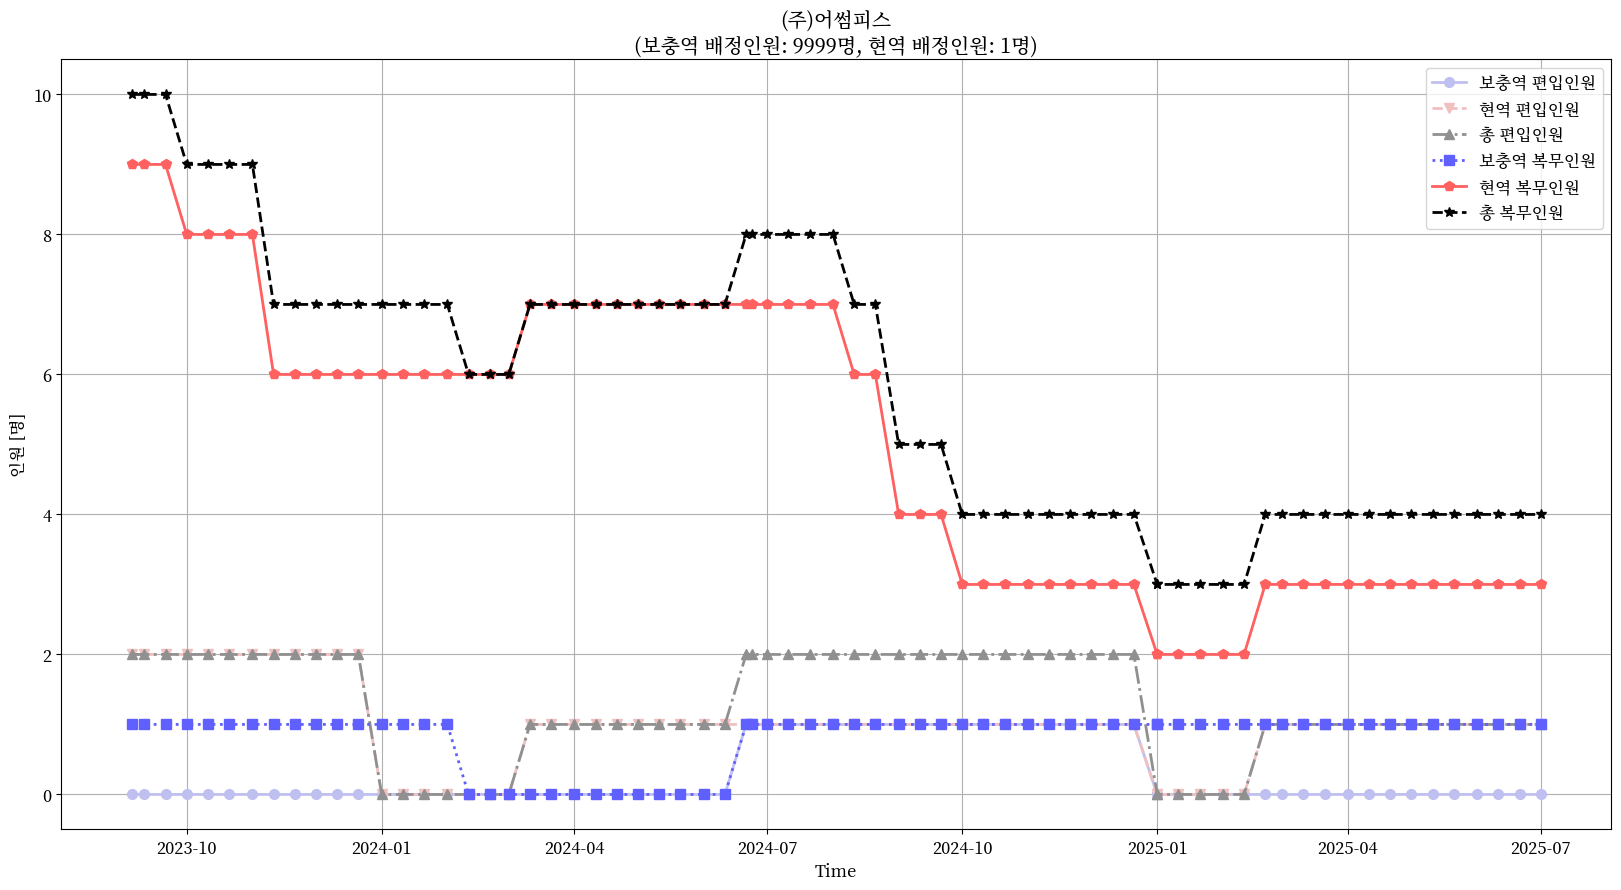 (주)어썸피스
(보충역 배정인원: 9999명, 현역 배정인원: 1명)
보충역 편입인원
현역 편입인원
총 편입인원
보충역 복무인원
현역 복무인원
총 복무인원
인원 [명]
10
8
6
4
2
0
2023-10
2024-01
2024-04
2024-07
2024-10
2025-01
2025-04
2025-07
Time